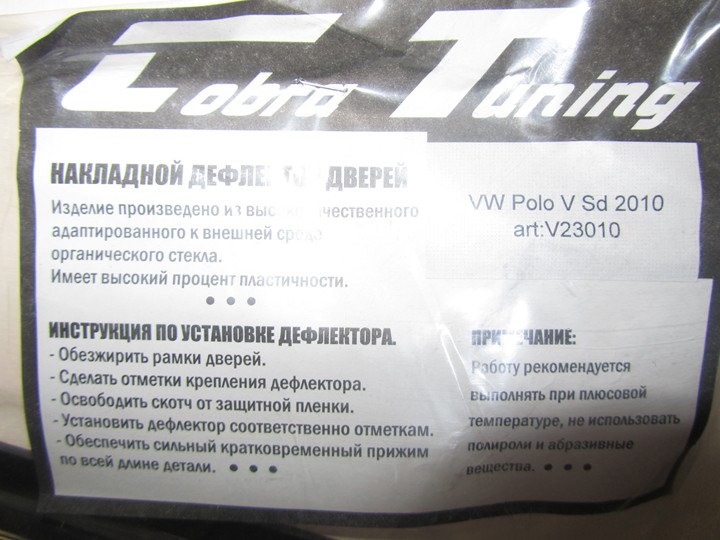 Cobra Tuning
НАКЛАДНОЙ ДЕФЛЕКТОР ДВЕРЕЙ
Изделие произведено из высококачественного
адаптированного к внешней среде
органического стекла.
Имеет высокий процент пластичности.
• • •
VW Polo V Sd 2010
art:V23010
ИНСТРУКЦИЯ ПО УСТАНОВКЕ ДЕФЛЕКТОРА.
- Обезжирить рамки дверей.
- Сделать отметки крепления дефлектора.
- Освободить скотч от защитной пленки.
- Установить дефлектор соответственно отметкам.
- Обеспечить сильный кратковременный прижим
по всей длине детали. • • •
ПРИМЕЧАНИЕ:
Работу рекомендуется
выполнять при плюсовой
температуре, не использовать
полироли и абразивные
вещества. • • •